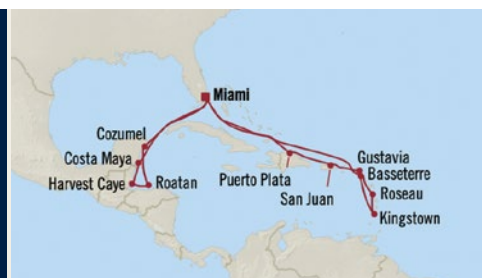 Miami
Cozumel
Costa Maya
Harvest Caye
Roatan
Puerto Plata
San Juan
Gustavia
Basseterre
Roseau
Kingstown